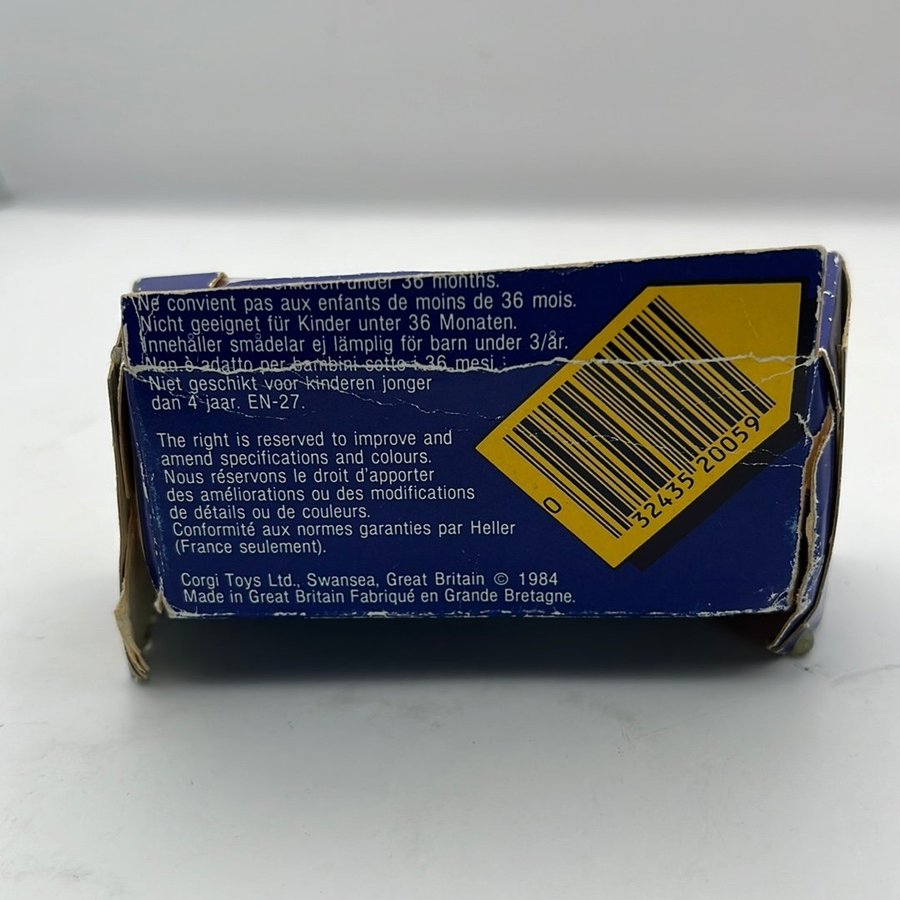 under 36 months.
Ne convient pas aux enfants de moins de 36 mois.
Nicht geeignet für Kinder unter 36 Monaten.
Innehåller smådelar ej lämplig för barn under 3/år.
Non è adatto per bambini sotto i 36 mesi.
Niet geschikt voor kinderen jonger
dan 4 jaar. EN-27.
The right is reserved to improve and
amend specifications and colours.
Nous réservons le droit d'apporter
des améliorations ou des modifications
de détails ou de couleurs.
Conformité aux normes garanties par Heller
(France seulement).
Corgi Toys Ltd., Swansea, Great Britain © 1984
Made in Great Britain Fabriqué en Grande Bretagne.
0 32435 20059